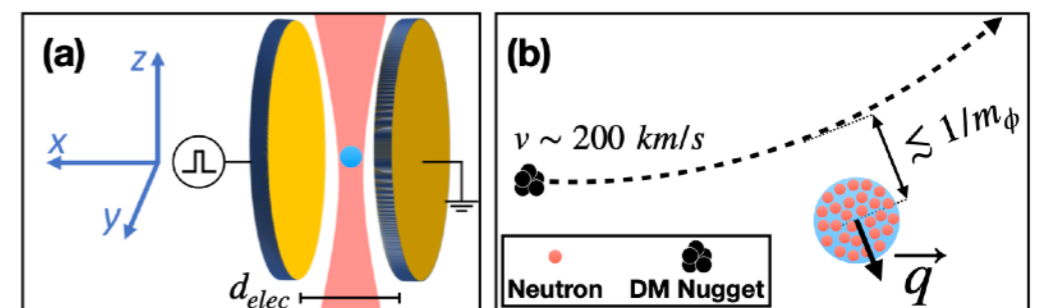 (a)
z
x
y
d_elec
(b)
v ~ 200 km/s
≲ 1/m_ϕ
q⃗
Neutron
DM Nugget